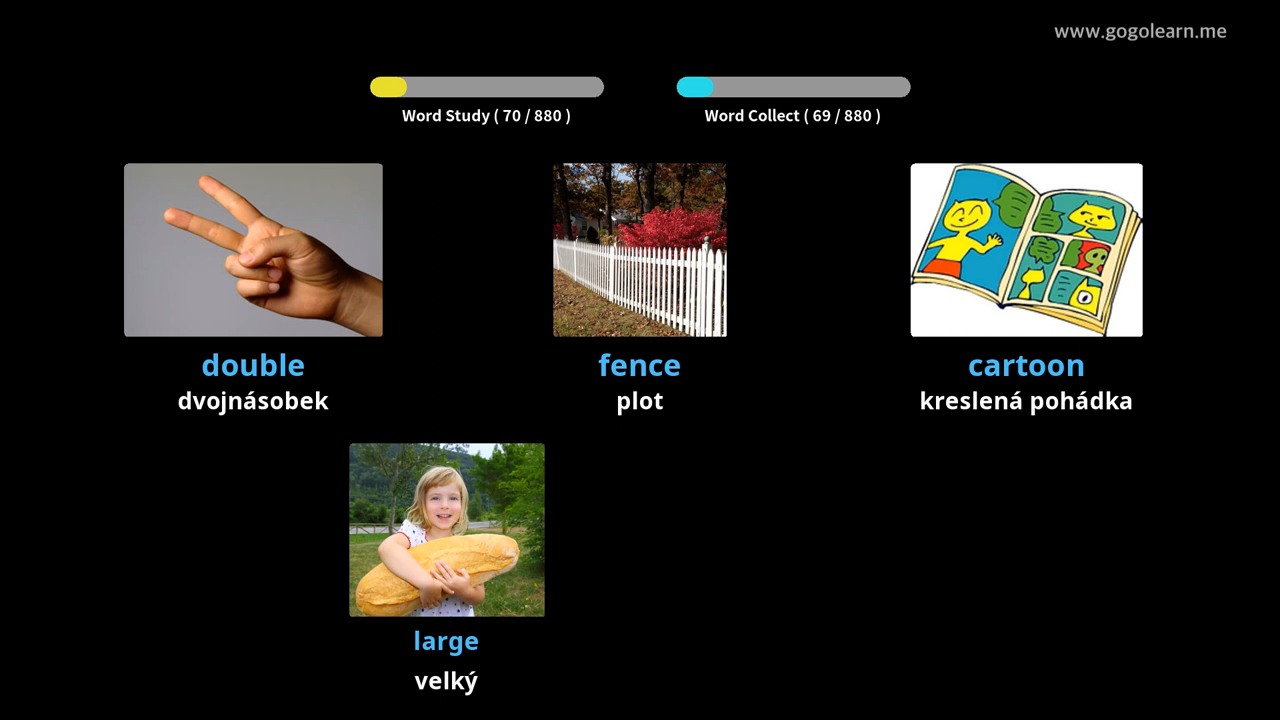 www.gogolearn.me
Word Study ( 70 / 880 )
Word Collect ( 69 / 880 )
double
fence
cartoon
dvojnásobek
plot
kreslená pohádka
large
velký